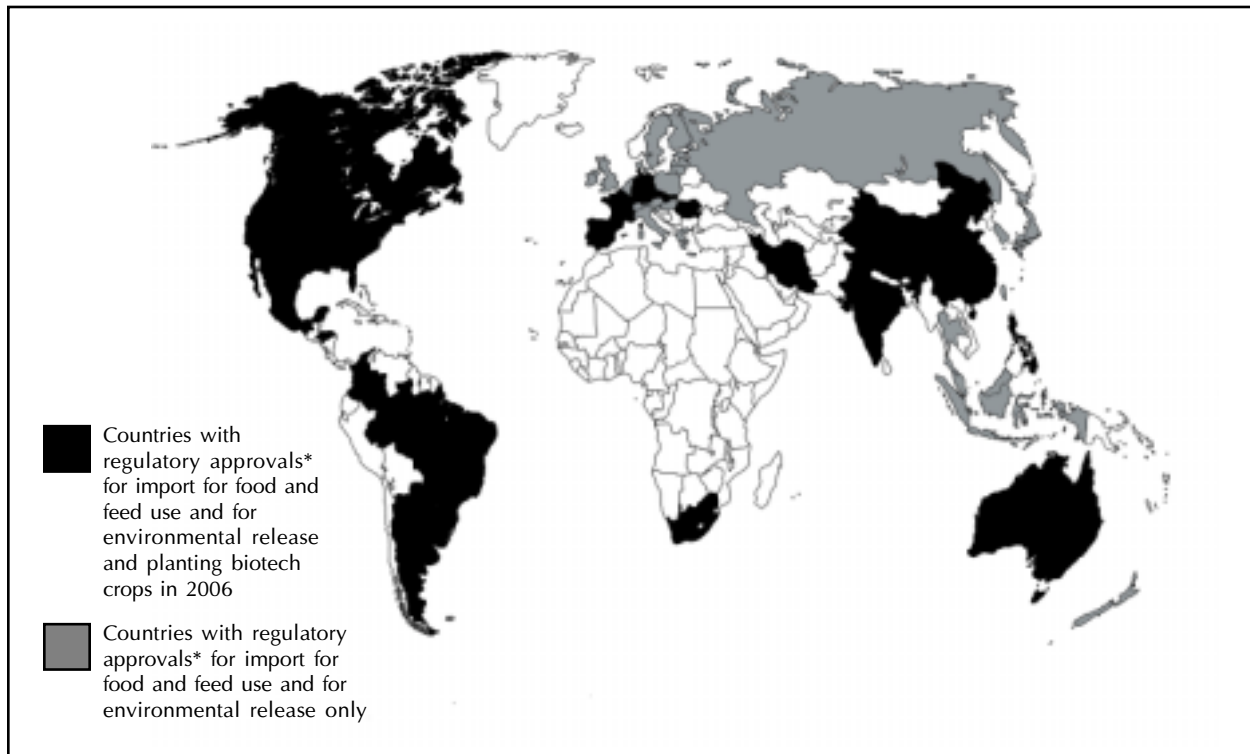 Countries with
regulatory approvals*
for import for food and
feed use and for
environmental release
and planting biotech
crops in 2006
Countries with regulatory
approvals* for import for
food and feed use and for
environmental release only